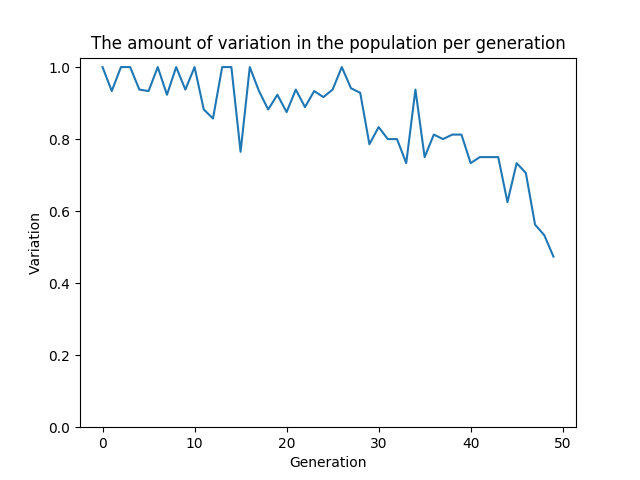 The amount of variation in the population per generation
1.0
0.8
0.6
0.4
0.2
0.0
Variation
0 10 20 30 40 50
Generation